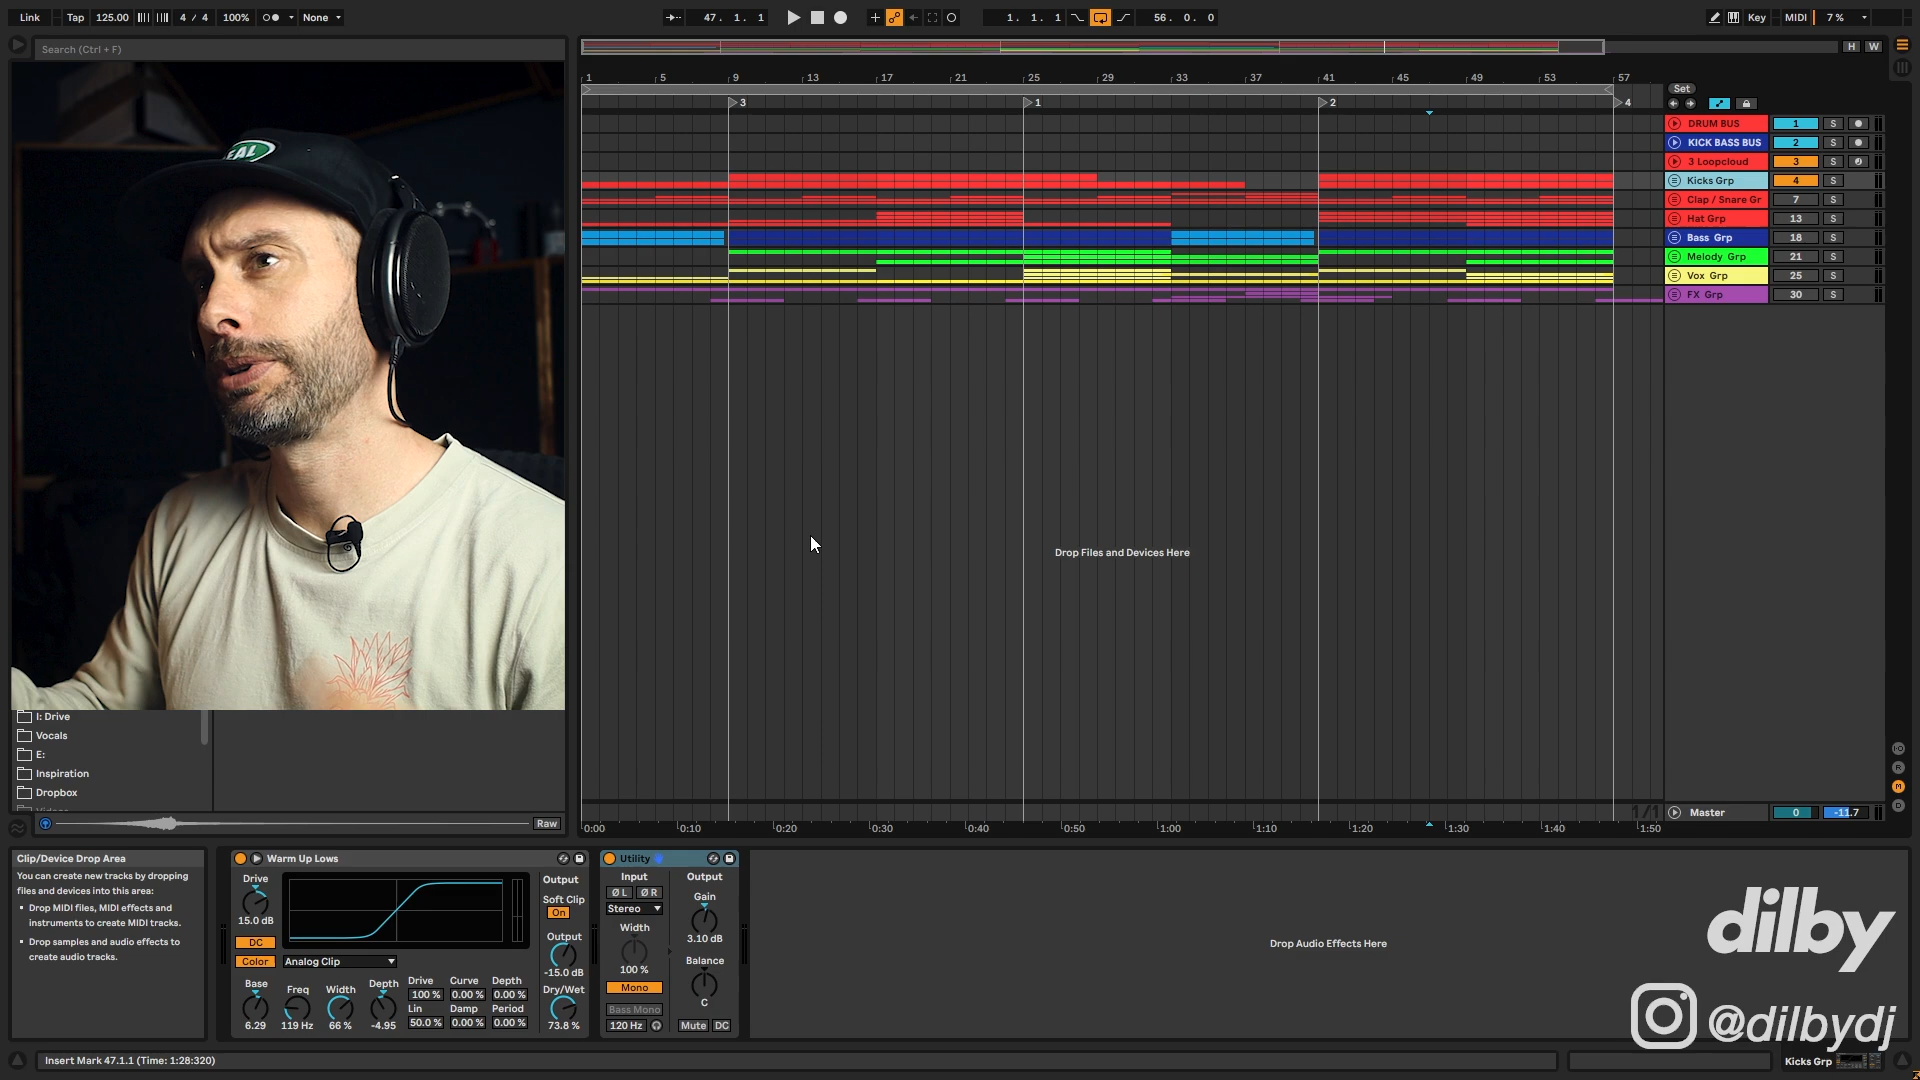 Link Tap 125.00 4 / 4 100% None 47. 1. 1 1. 1. 1 56. 0. 0 Key MIDI 7 %
Search (Ctrl + F)
H W
1 5 9 13 17 21 25 29 33 37 41 45 49 53 57
Set
3 1 2 4
DRUM BUS 1 S
KICK BASS BUS 2 S
3 Loopcloud 3 S
Kicks Grp 4 S
Clap / Snare Gr 7 S
Hat Grp 13 S
Bass Grp 18 S
Melody Grp 21 S
Vox Grp 25 S
FX Grp 30 S
SEAL
Drop Files and Devices Here
I: Drive
Vocals
E:
Inspiration
Dropbox
Videos
Raw
1/1
Master 0 -11.7
0:00 0:10 0:20 0:30 0:40 0:50 1:00 1:10 1:20 1:30 1:40 1:50
I/O
R
M
D
Clip/Device Drop Area
You can create new tracks by dropping
files and devices into this area:
Drop MIDI files, MIDI effects and
instruments to create MIDI tracks.
Drop samples and audio effects to
create audio tracks.
Warm Up Lows
Drive
15.0 dB
DC
Color Analog Clip
Base Freq Width Depth
6.29 119 Hz 66 % -4.95
Drive Curve Depth
100 % 0.00 % 0.00 %
Lin Damp Period
50.0 % 0.00 % 0.00 %
Output
Soft Clip
On
Output
-15.0 dB
Dry/Wet
73.8 %
Utility
Input Output
Ø L Ø R
Gain
Stereo
Width
3.10 dB
100 %
Balance
Mono
C
Bass Mono
120 Hz Mute DC
Drop Audio Effects Here
dilby
@dilbydj
Insert Mark 47.1.1 (Time: 1:28:320)
Kicks Grp